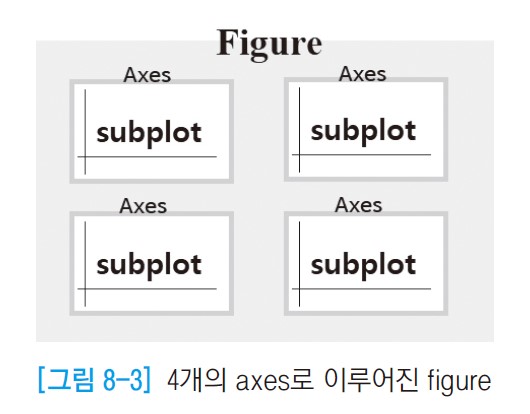 Figure
Axes Axes
subplot subplot
Axes Axes
subplot subplot
[그림 8-3] 4개의 axes로 이루어진 figure